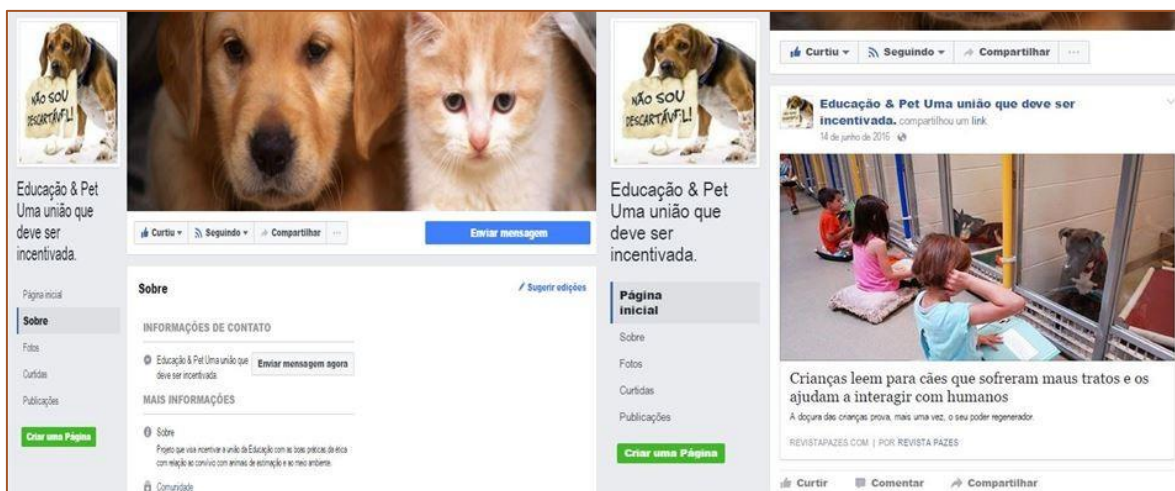 NÃO SOU
DESCARTÁVEL!
Educação & Pet
Uma união que
deve ser
incentivada.
Página inicial
Sobre
Fotos
Curtidas
Publicações
Criar uma Página
Curtiu
Seguindo
Compartilhar
Enviar mensagem
Sobre
Sugerir edições
INFORMAÇÕES DE CONTATO
Educação & Pet Uma união que
deve ser incentivada.
Enviar mensagem agora
MAIS INFORMAÇÕES
Sobre
Projeto que visa incentivar a união da Educação com as boas práticas da ética
com relação ao convívio com animais de estimação e ao meio ambiente.
Comunidade
NÃO SOU
DESCARTÁVEL!
Educação & Pet
Uma união que
deve ser
incentivada.
Página
inicial
Sobre
Fotos
Curtidas
Publicações
Criar uma Página
Curtiu
Seguindo
Compartilhar
Educação & Pet Uma união que deve ser
incentivada. compartilhou um link
14 de junho de 2016
Crianças leem para cães que sofreram maus tratos e os
ajudam a interagir com humanos
A doçura das crianças prova, mais uma vez, o seu poder regenerador.
REVISTAPAZES.COM | POR REVISTA PAZES
Curtir
Comentar
Compartilhar